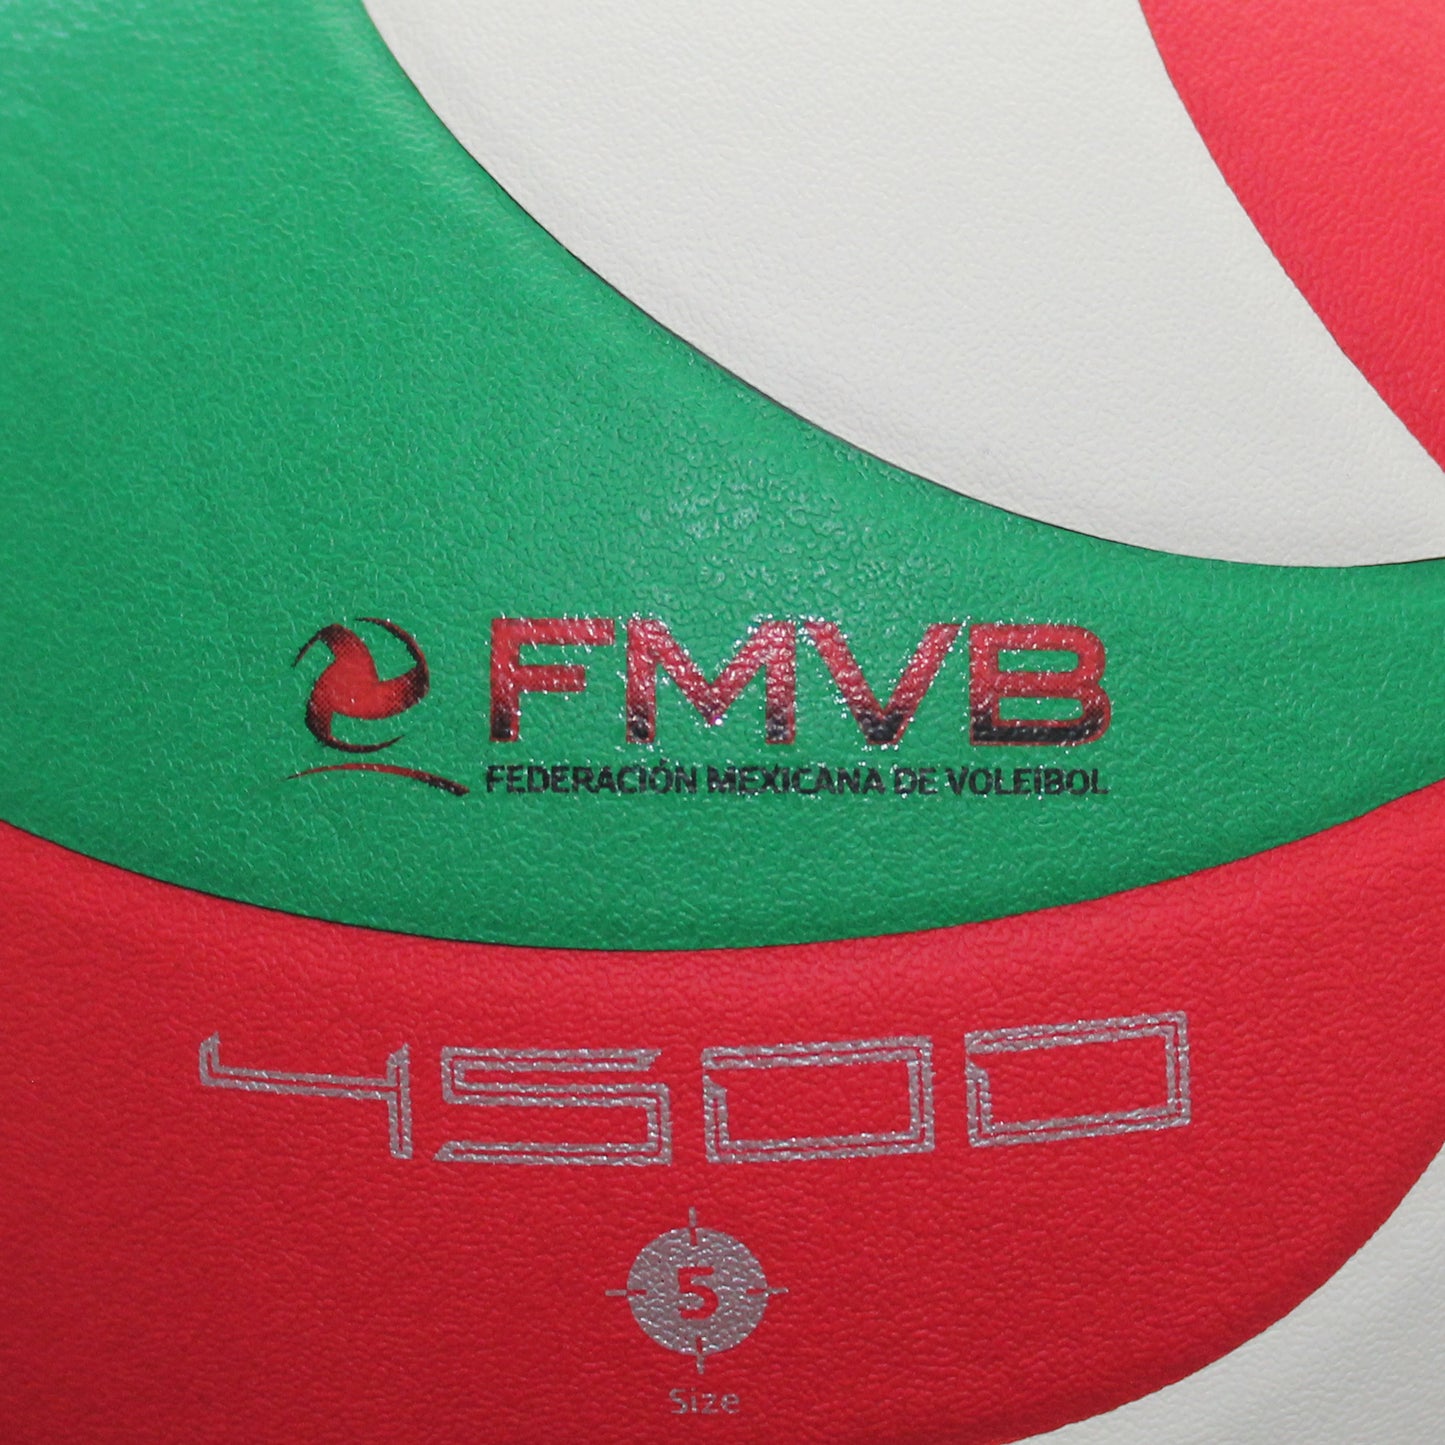 FMVB
FEDERACIÓN MEXICANA DE VOLEIBOL
4500
5
Size